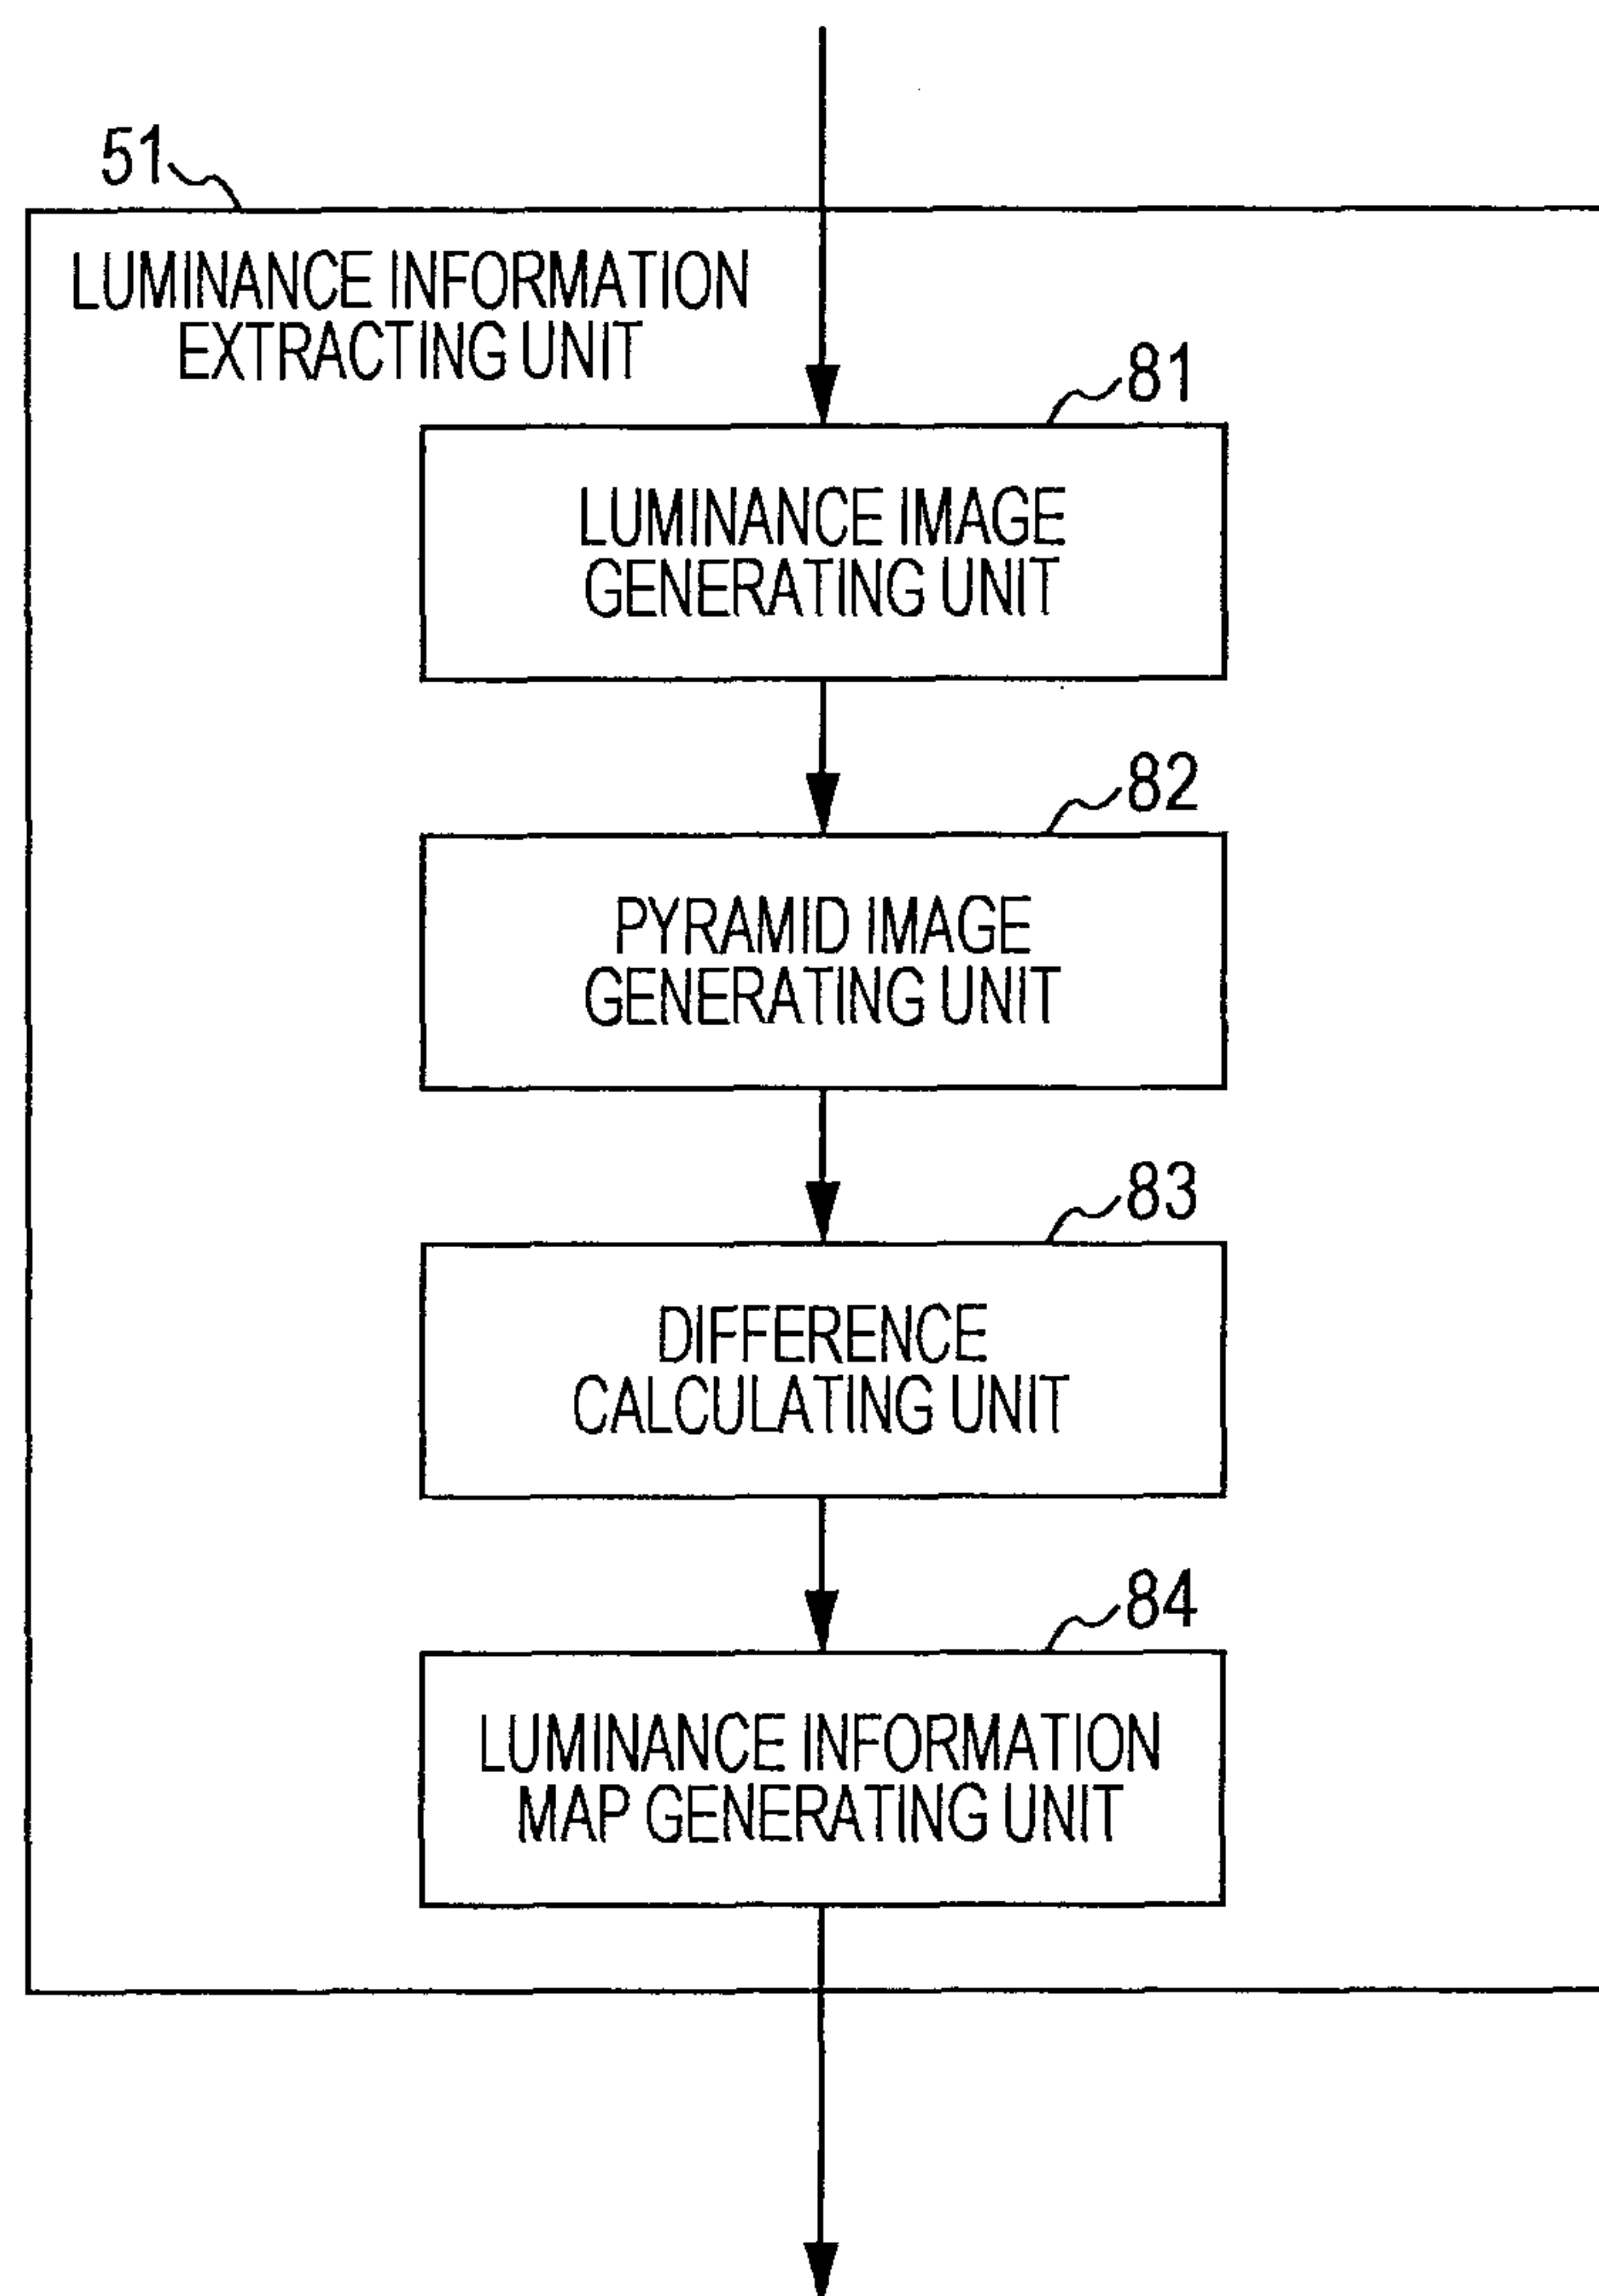 51
LUMINANCE INFORMATION
EXTRACTING UNIT
81
LUMINANCE IMAGE
GENERATING UNIT
82
PYRAMID IMAGE
GENERATING UNIT
83
DIFFERENCE
CALCULATING UNIT
84
LUMINANCE INFORMATION
MAP GENERATING UNIT